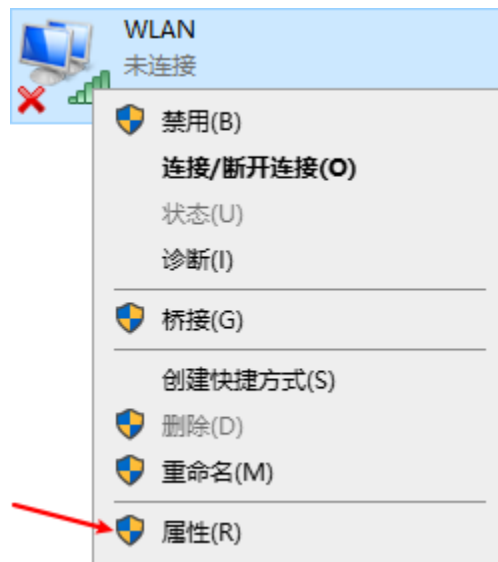 WLAN
未连接
禁用(B)
连接/断开连接(O)
状态(U)
诊断(I)
桥接(G)
创建快捷方式(S)
删除(D)
重命名(M)
属性(R)